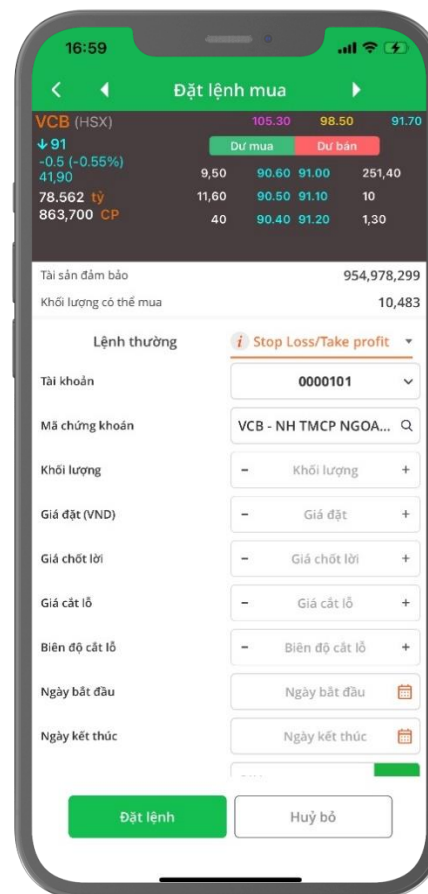 16:59
Đặt lệnh mua
VCB (HSX) 105.30 98.50 91.70
91 Dư mua Dư bán
-0.5 (-0.55%)
41,90 9,50 90.60 91.00 251,40
78.562 tỷ 11,60 90.50 91.10 10
863,700 CP 40 90.40 91.20 1,30
Tài sản đảm bảo 954,978,299
Khối lượng có thể mua 10,483
Lệnh thường i Stop Loss/Take profit
Tài khoản 0000101
Mã chứng khoán VCB - NH TMCP NGOA...
Khối lượng - Khối lượng +
Giá đặt (VND) - Giá đặt +
Giá chốt lời - Giá chốt lời +
Giá cắt lỗ - Giá cắt lỗ +
Biên độ cắt lỗ - Biên độ cắt lỗ +
Ngày bắt đầu Ngày bắt đầu
Ngày kết thúc Ngày kết thúc
Đặt lệnh Huỷ bỏ